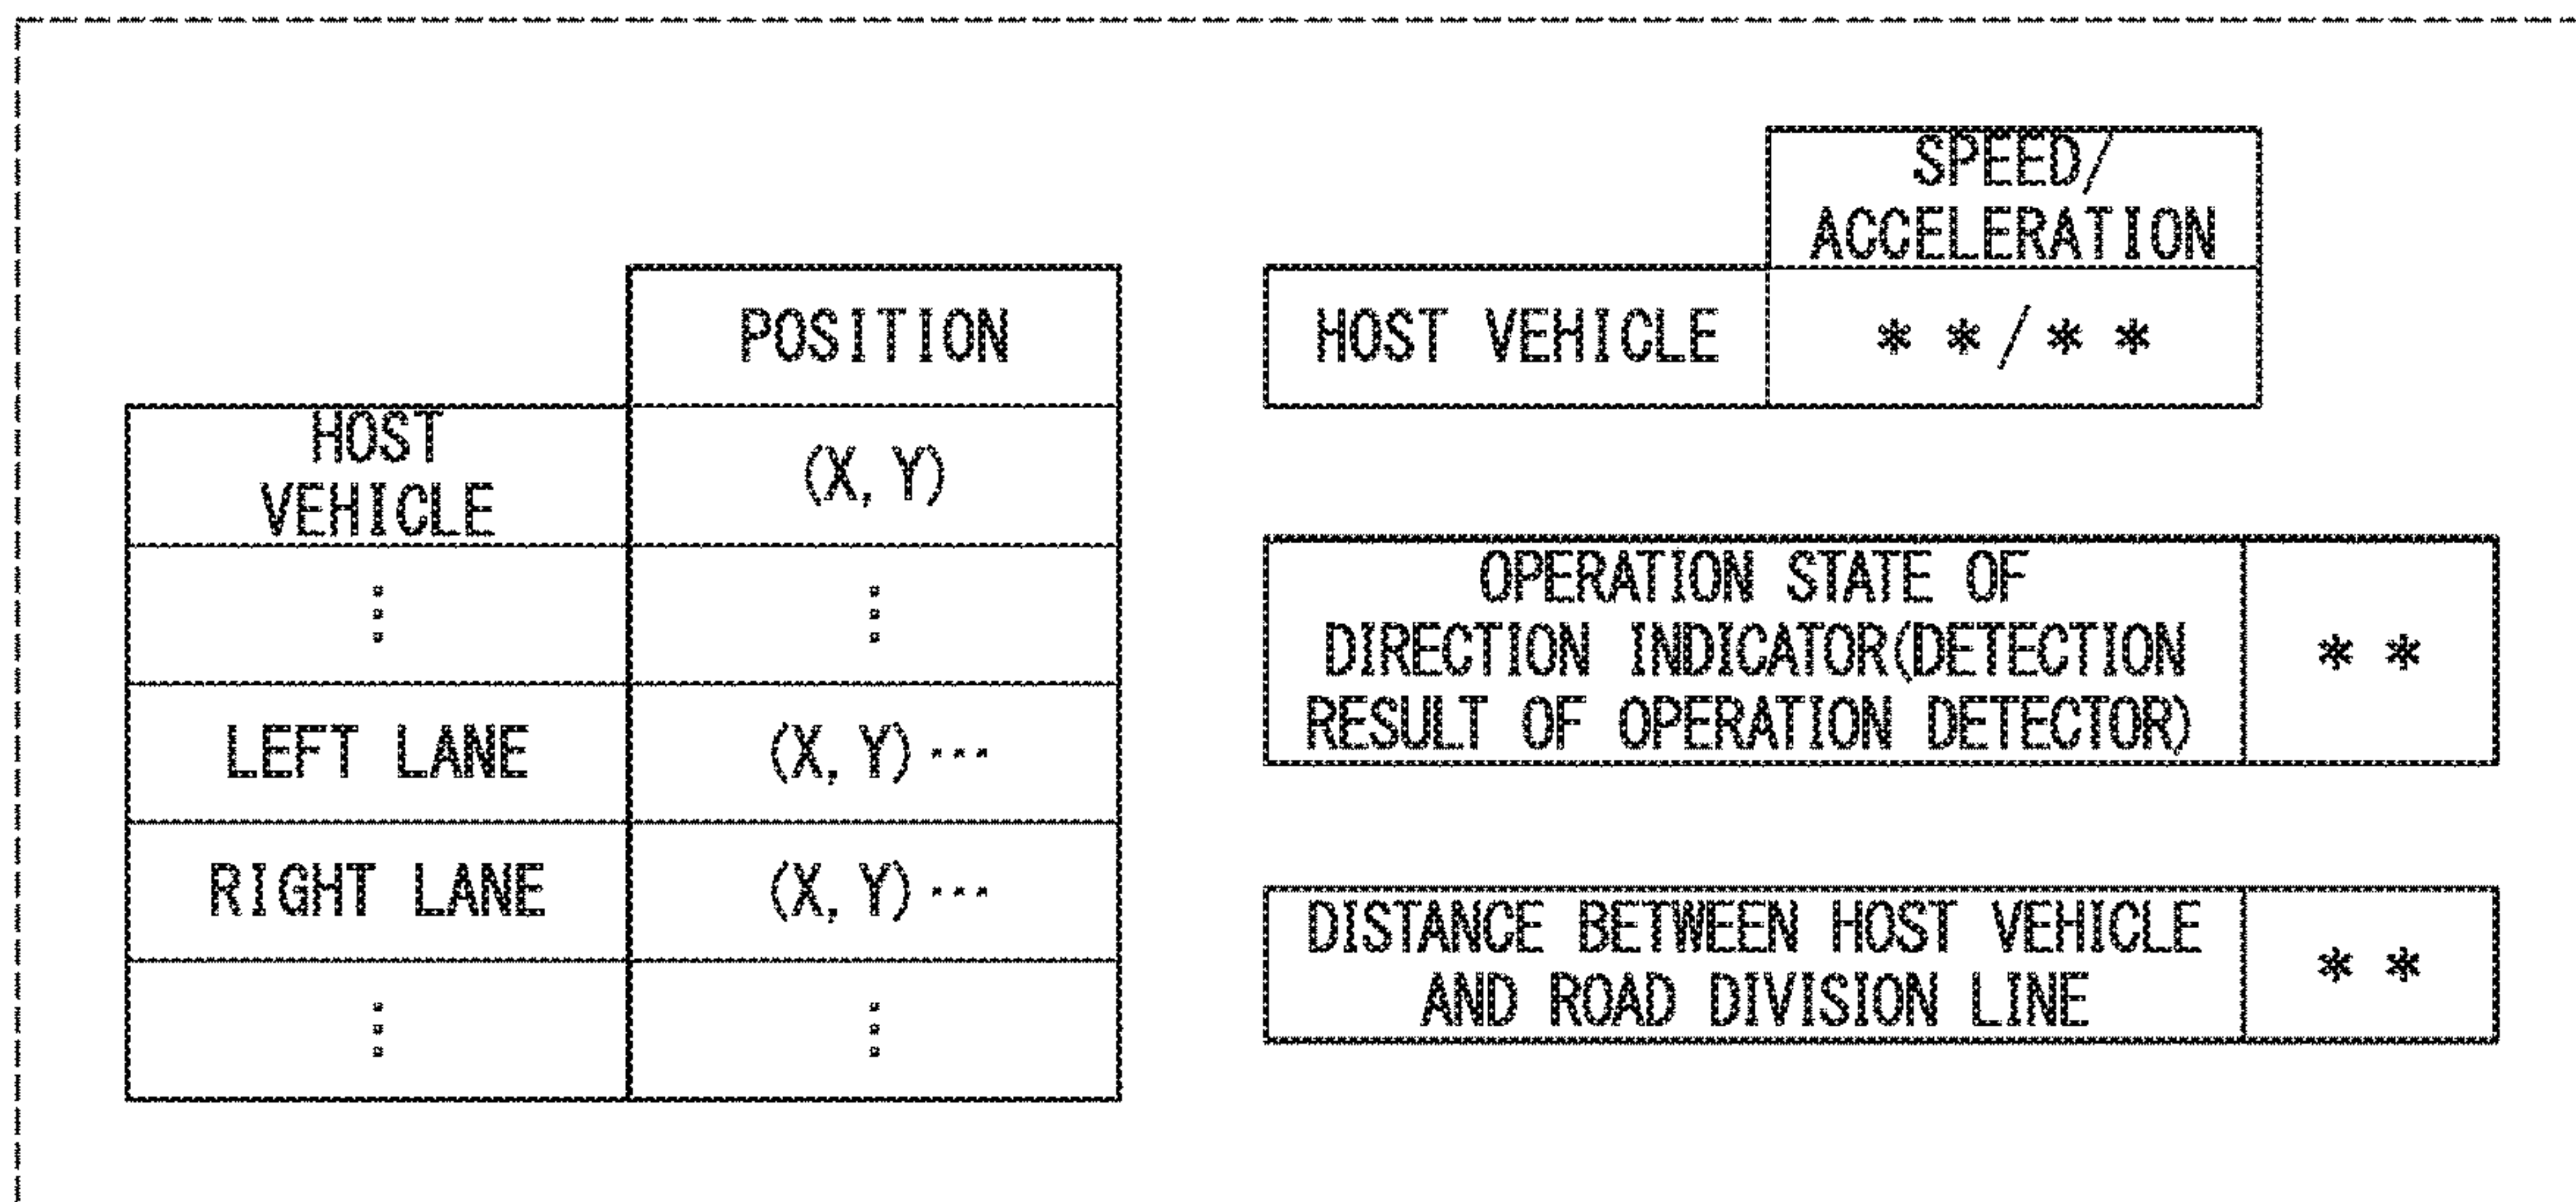 POSITION
HOST
VEHICLE
(X, Y)
⋮ ⋮
LEFT LANE (X, Y)···
RIGHT LANE (X, Y)···
⋮ ⋮
SPEED/
ACCELERATION
HOST VEHICLE **/**
OPERATION STATE OF
DIRECTION INDICATOR(DETECTION
RESULT OF OPERATION DETECTOR)
**
DISTANCE BETWEEN HOST VEHICLE
AND ROAD DIVISION LINE
**